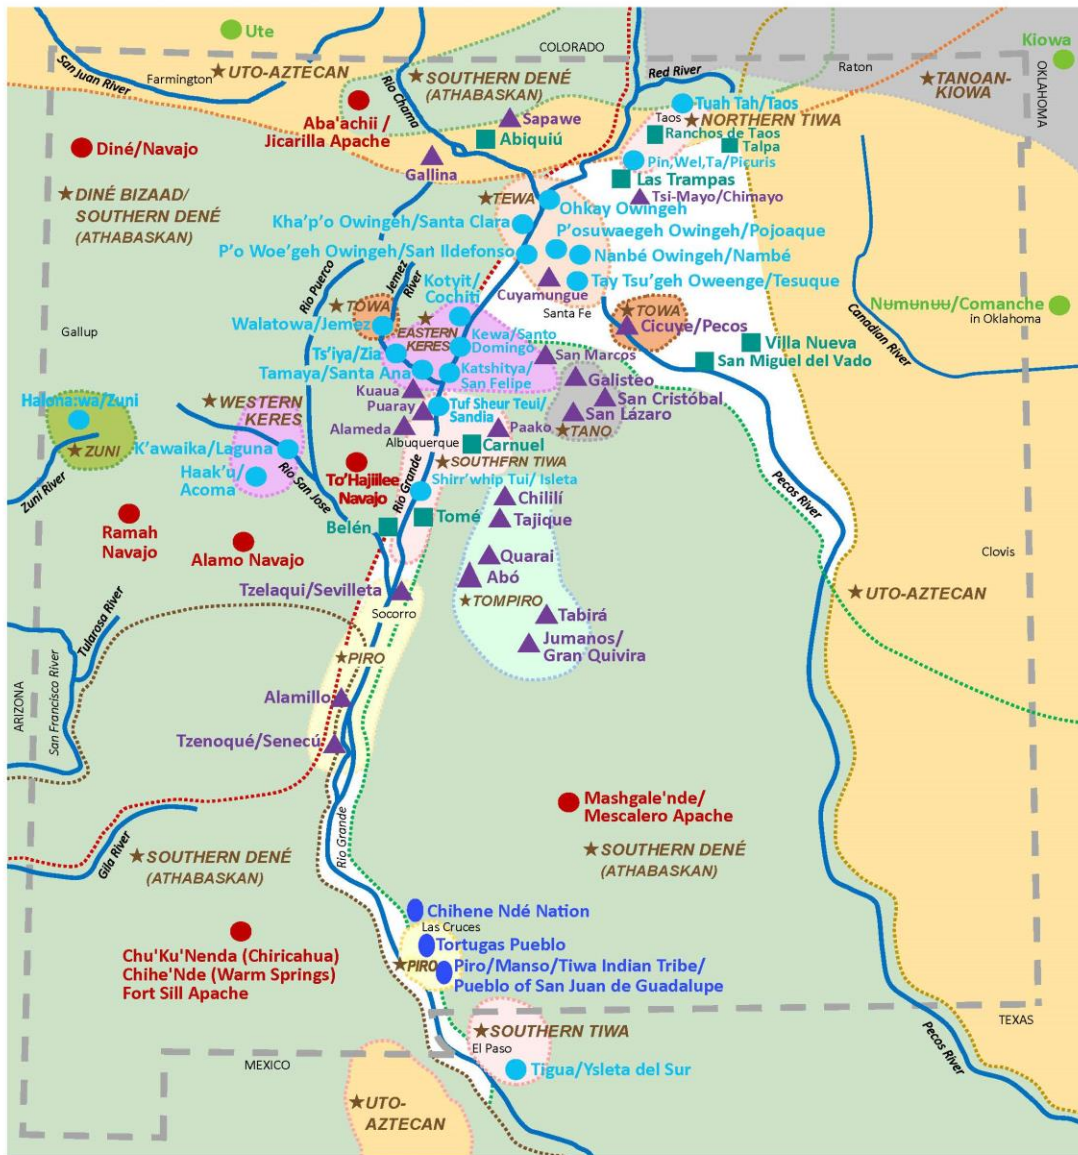 Ute
COLORADO
Kiowa
OKLAHOMA
San Juan River
Farmington
UTO-AZTECAN
Rio Chama
SOUTHERN DENÉ
(ATHABASKAN)
Red River
Raton
TANOAN-
KIOWA
Aba'achii /
Jicarilla Apache
Sapawe
Abiquiú
Tuah Tah/Taos
Taos
NORTHERN TIWA
Ranchos de Taos
Talpa
Diné/Navajo
Gallina
Pin,Wel,Ta/Picuris
Las Trampas
Tsi-Mayo/Chimayo
DINÉ BIZAAD/
SOUTHERN DENÉ
(ATHABASKAN)
TEWA
Ohkay Owingeh
Kha'p'o Owingeh/Santa Clara
P'osuwaegeh Owingeh/Pojoaque
P'o Woe'geh Owingeh/San Ildefonso
Nanbé Owingeh/Nambé
Tay Tsu'geh Oweenge/Tesuque
Rio Puerco
Jemez
River
Kotyit/
Cochiti
Cuyamungue
Santa Fe
TOWA
Walatowa/Jemez
EASTERN
KERES
Kewa/Santo
Domingo
TOWA
Cicuye/Pecos
Canadian River
Nʉmʉnʉʉ/Comanche
in Oklahoma
Gallup
Ts'iya/Zia
Tamaya/Santa Ana
Katshitya/
San Felipe
San Marcos
Villa Nueva
San Miguel del Vado
Galisteo
San Cristóbal
San Lázaro
TANO
Kuaua
Puaray
Alameda
Tuf Sheur Teui/
Sandia
Paako
Albuquerque
Carnuel
WESTERN
KERES
Halona:wa/Zuni
ZUNI
Zuni River
K'awaika/Laguna
Haak'u/
Acoma
Rio San Jose
To'Hajiilee
Navajo
Rio Grande
SOUTHERN TIWA
Shirr'whip Tui/ Isleta
Pecos River
Ramah
Navajo
Alamo Navajo
Belén
Tomé
Chililí
Tajique
Quarai
Abó
TOMPIRO
Tabirá
Jumanos/
Gran Quivira
Clovis
UTO-AZTECAN
Tzelaqui/Sevilleta
Socorro
Tularosa River
San Francisco River
ARIZONA
PIRO
Alamillo
Tzenoqué/Senecú
Mashgale'nde/
Mescalero Apache
SOUTHERN DENÉ
(ATHABASKAN)
Gila River
SOUTHERN DENÉ
(ATHABASKAN)
Rio Grande
Chu'Ku'Nenda (Chiricahua)
Chihe'Nde (Warm Springs)
Fort Sill Apache
Chihene Ndé Nation
Las Cruces
Tortugas Pueblo
PIRO
Piro/Manso/Tiwa Indian Tribe/
Pueblo of San Juan de Guadalupe
TEXAS
SOUTHERN TIWA
El Paso
Tigua/Ysleta del Sur
MEXICO
UTO-
AZTECAN
Pecos River